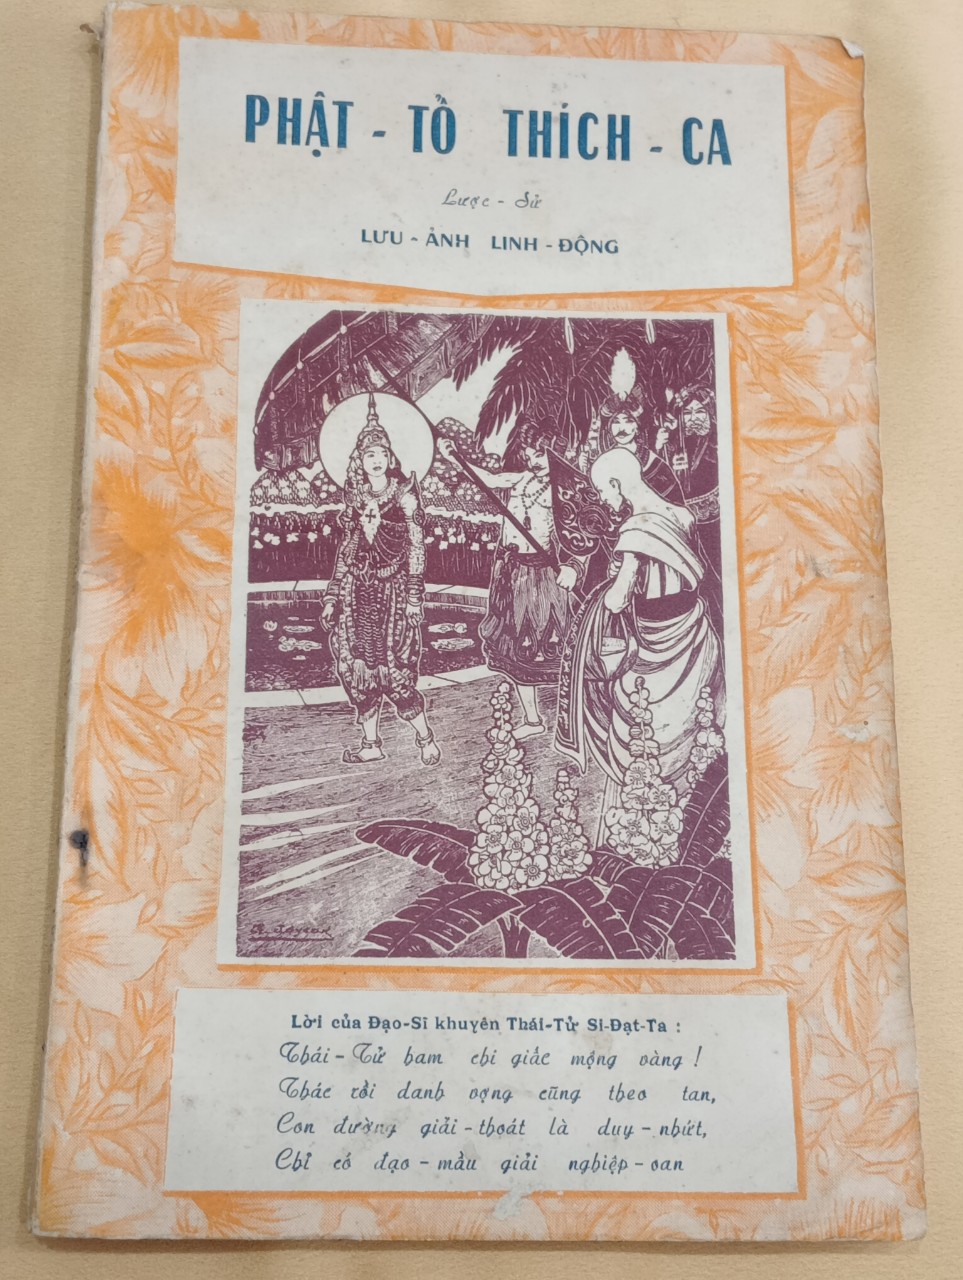 PHẬT - TỔ THÍCH - CA
Lược - Sử
LƯU - ẢNH LINH - ĐỘNG
Lời của Đạo-Sĩ khuyên Thái-Tử Si-Đạt-Ta :
Thái - Tử ham chi giấc mộng vàng !
Thác rồi danh vọng cũng theo tan,
Con đường giải - thoát là duy - nhứt,
Chỉ có đạo - mầu giải nghiệp - oan